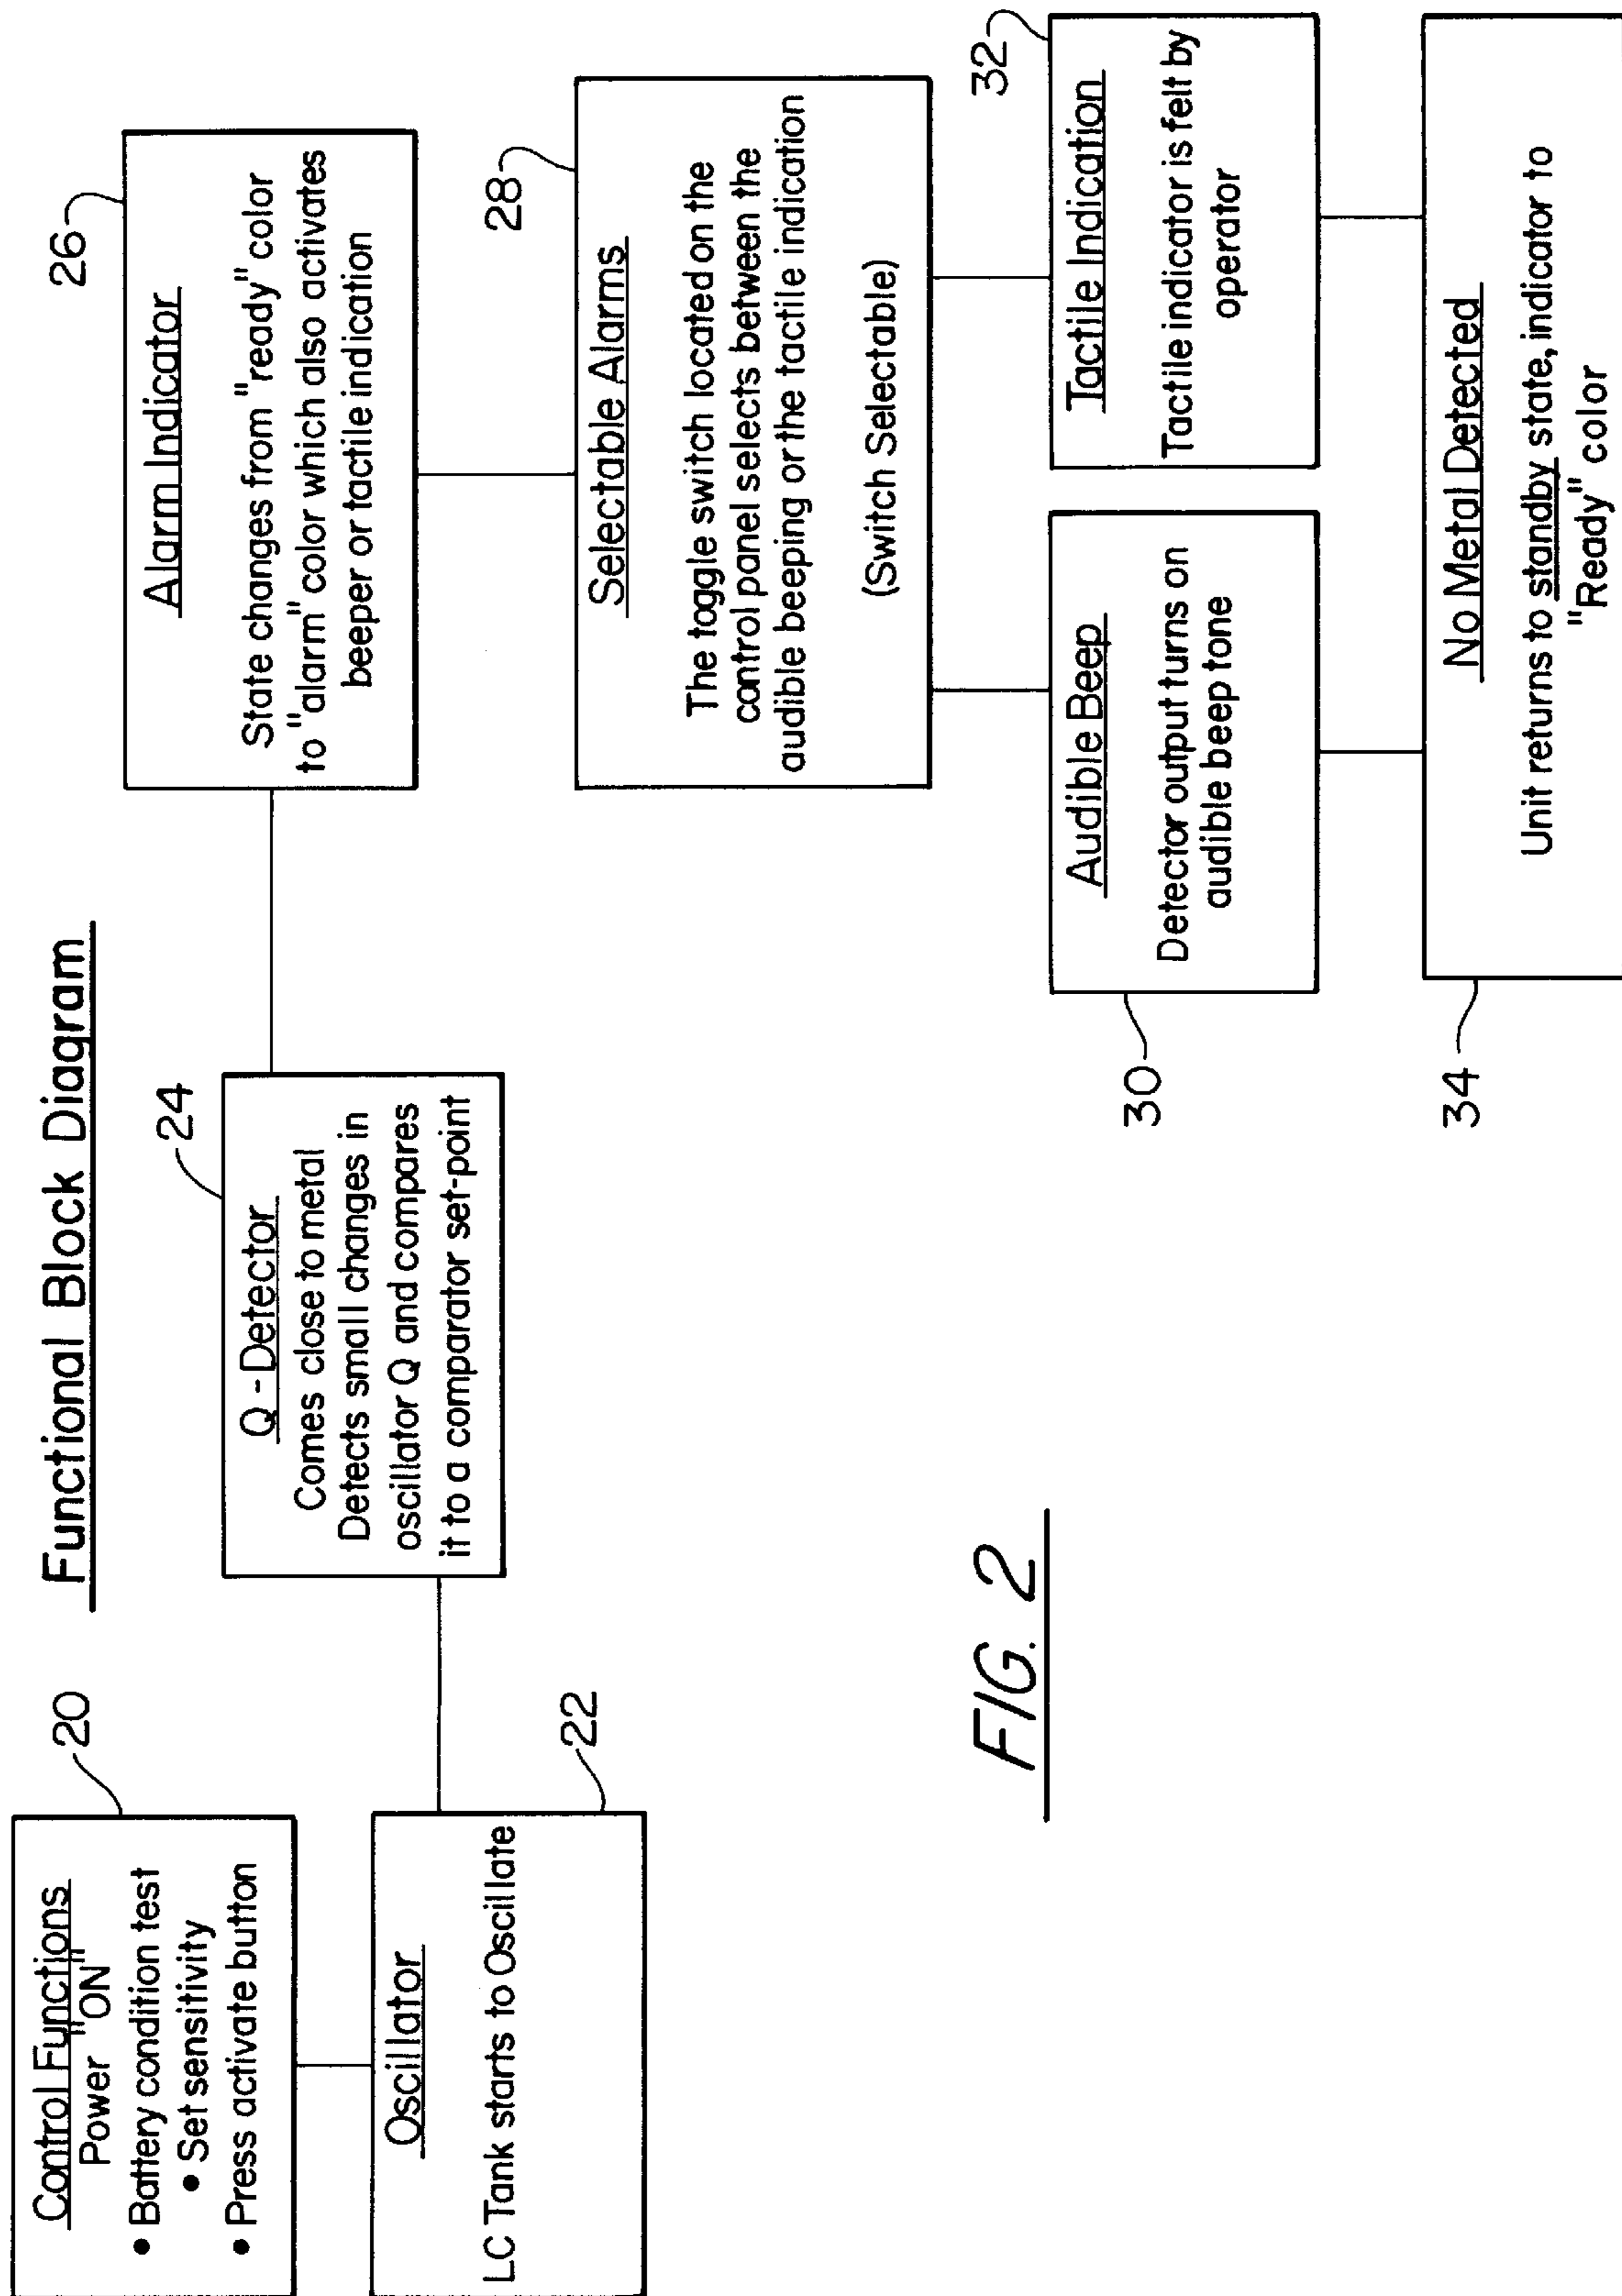 Functional Block Diagram
20
Control Functions
Power "ON"
• Battery condition test
• Set sensitivity
• Press activate button
22
Oscillator
LC Tank starts to Oscillate
24
Q-Detector
Comes close to metal
Detects small changes in
oscillator Q and compares
it to a comparator set-point
26
Alarm Indicator
State changes from "ready" color
to "alarm" color which also activates
beeper or tactile indication
28
Selectable Alarms
The toggle switch located on the
control panel selects between the
audible beeping or the tactile indication
(Switch Selectable)
30
Audible Beep
Detector output turns on
audible beep tone
32
Tactile Indication
Tactile indicator is felt by
operator
34
No Metal Detected
Unit returns to standby state, indicator to
"Ready" color
FIG. 2